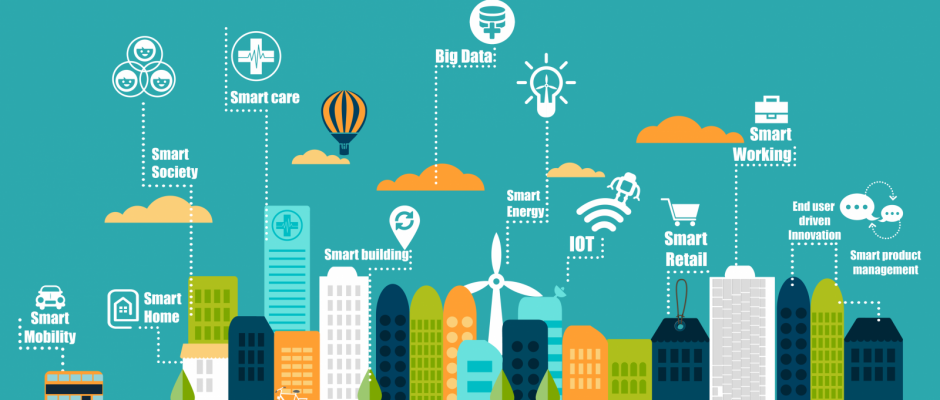 Big Data
Smart care
Smart
Society
Smart
Working
Smart
Energy
End user
driven
Innovation
IOT
Smart
Retail
Smart building
Smart product
management
Smart
Home
Smart
Mobility